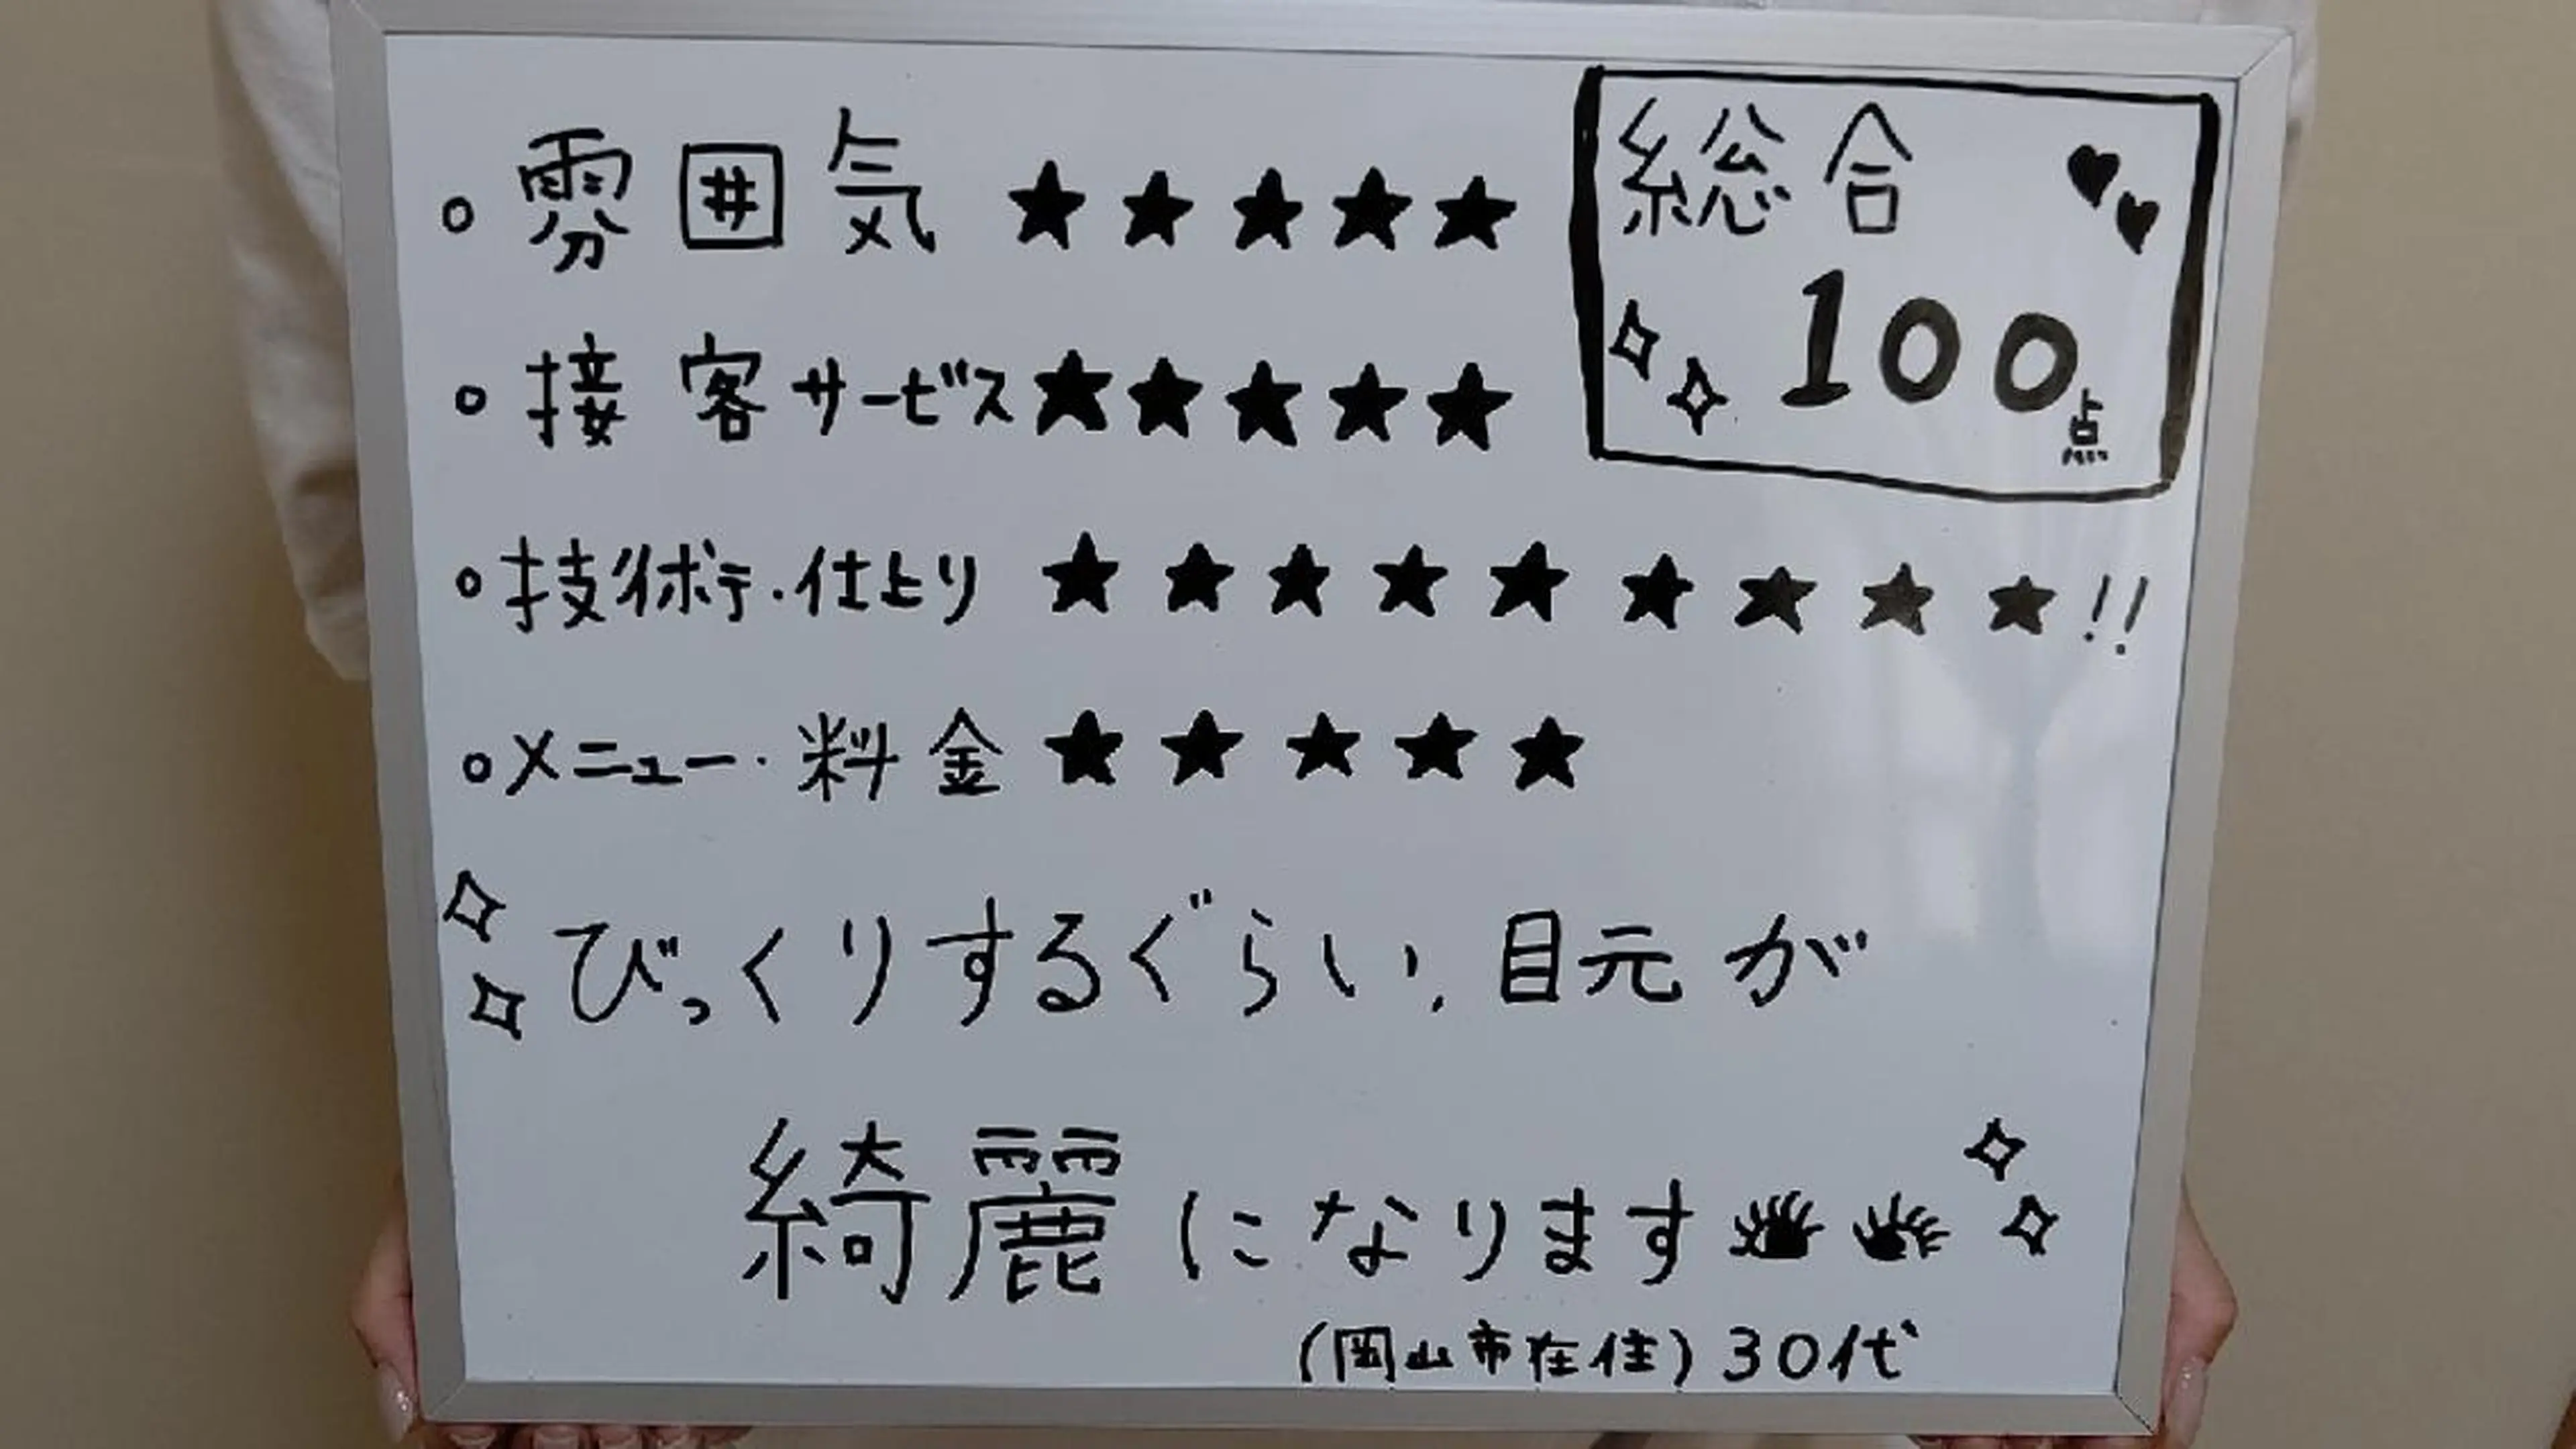 。雰囲気 ★★★★★
。接客サービス★★★★★
。技術・仕上り ★★★★★★★★★!!
。メニュー・料金 ★★★★★
総合
100点
びっくりするぐらい、目元が
綺麗になります
(岡山市在住) 30代